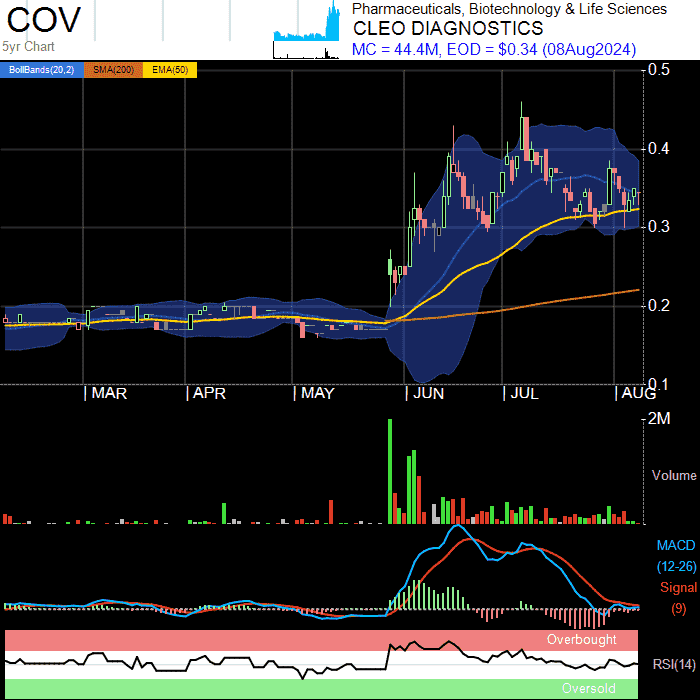 COV
5yr Chart
Pharmaceuticals, Biotechnology & Life Sciences
CLEO DIAGNOSTICS
MC = 44.4M, EOD = $0.34 (08Aug2024)
BollBands(20,2) SMA(200) EMA(50)
0.5
0.4
0.3
0.2
0.1
MAR APR MAY JUN JUL AUG
2M
Volume
MACD
(12-26)
Signal
(9)
Overbought
RSI(14)
Oversold